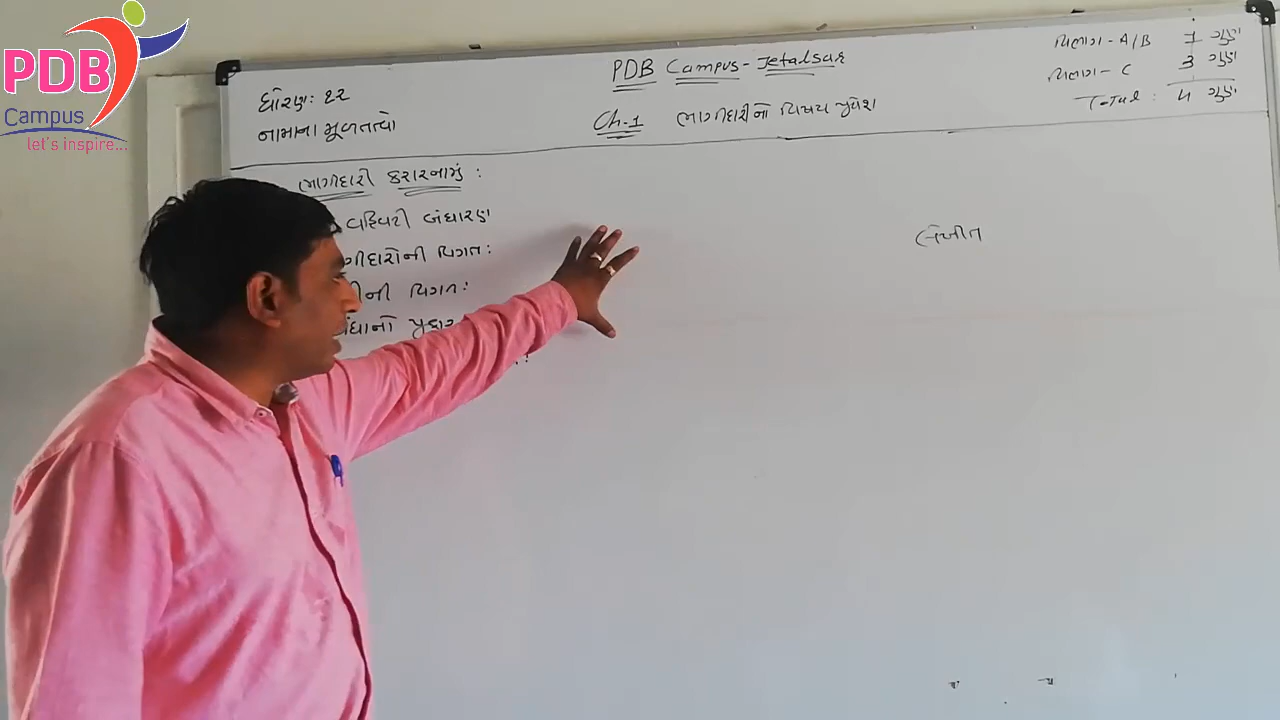 PDB
Campus
let's inspire...
PDB Campus - Jetalsar
ધોરણ: ૧૨
નામાના મૂળતત્વો
Ch-1 ભાગીદારીનો વિષય પ્રવેશ
વિભાગ - A/B 1 ગુણ
વિભાગ - C 3 ગુણ
Total : 4 ગુણ
ભાગીદારી કરારનામું :
વહિવટી બંધારણ
ગીદારોની વિગત:
ીની વિગત:
ધંધાનો પ્રકાર
લેખીત